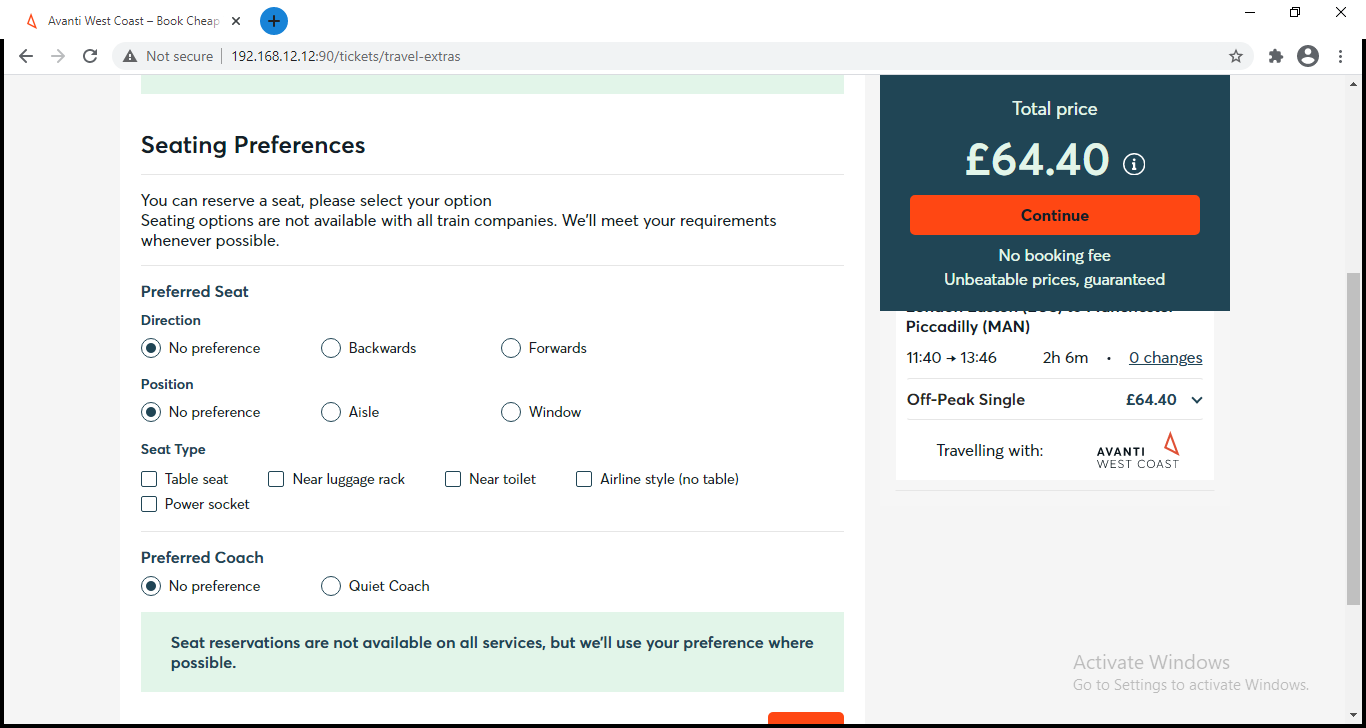 Avanti West Coast – Book Cheap
Not secure
192.168.12.12:90/tickets/travel-extras
Seating Preferences
You can reserve a seat, please select your option
Seating options are not available with all train companies. We'll meet your requirements
whenever possible.
Preferred Seat
Direction
No preference Backwards Forwards
Position
No preference Aisle Window
Seat Type
Table seat Near luggage rack Near toilet Airline style (no table)
Power socket
Preferred Coach
No preference Quiet Coach
Seat reservations are not available on all services, but we'll use your preference where
possible.
Total price
£64.40
Continue
No booking fee
Unbeatable prices, guaranteed
Piccadilly (MAN)
11:40 → 13:46 2h 6m • 0 changes
Off-Peak Single £64.40
Travelling with:
AVANTI
WEST COAST
Activate Windows
Go to Settings to activate Windows.